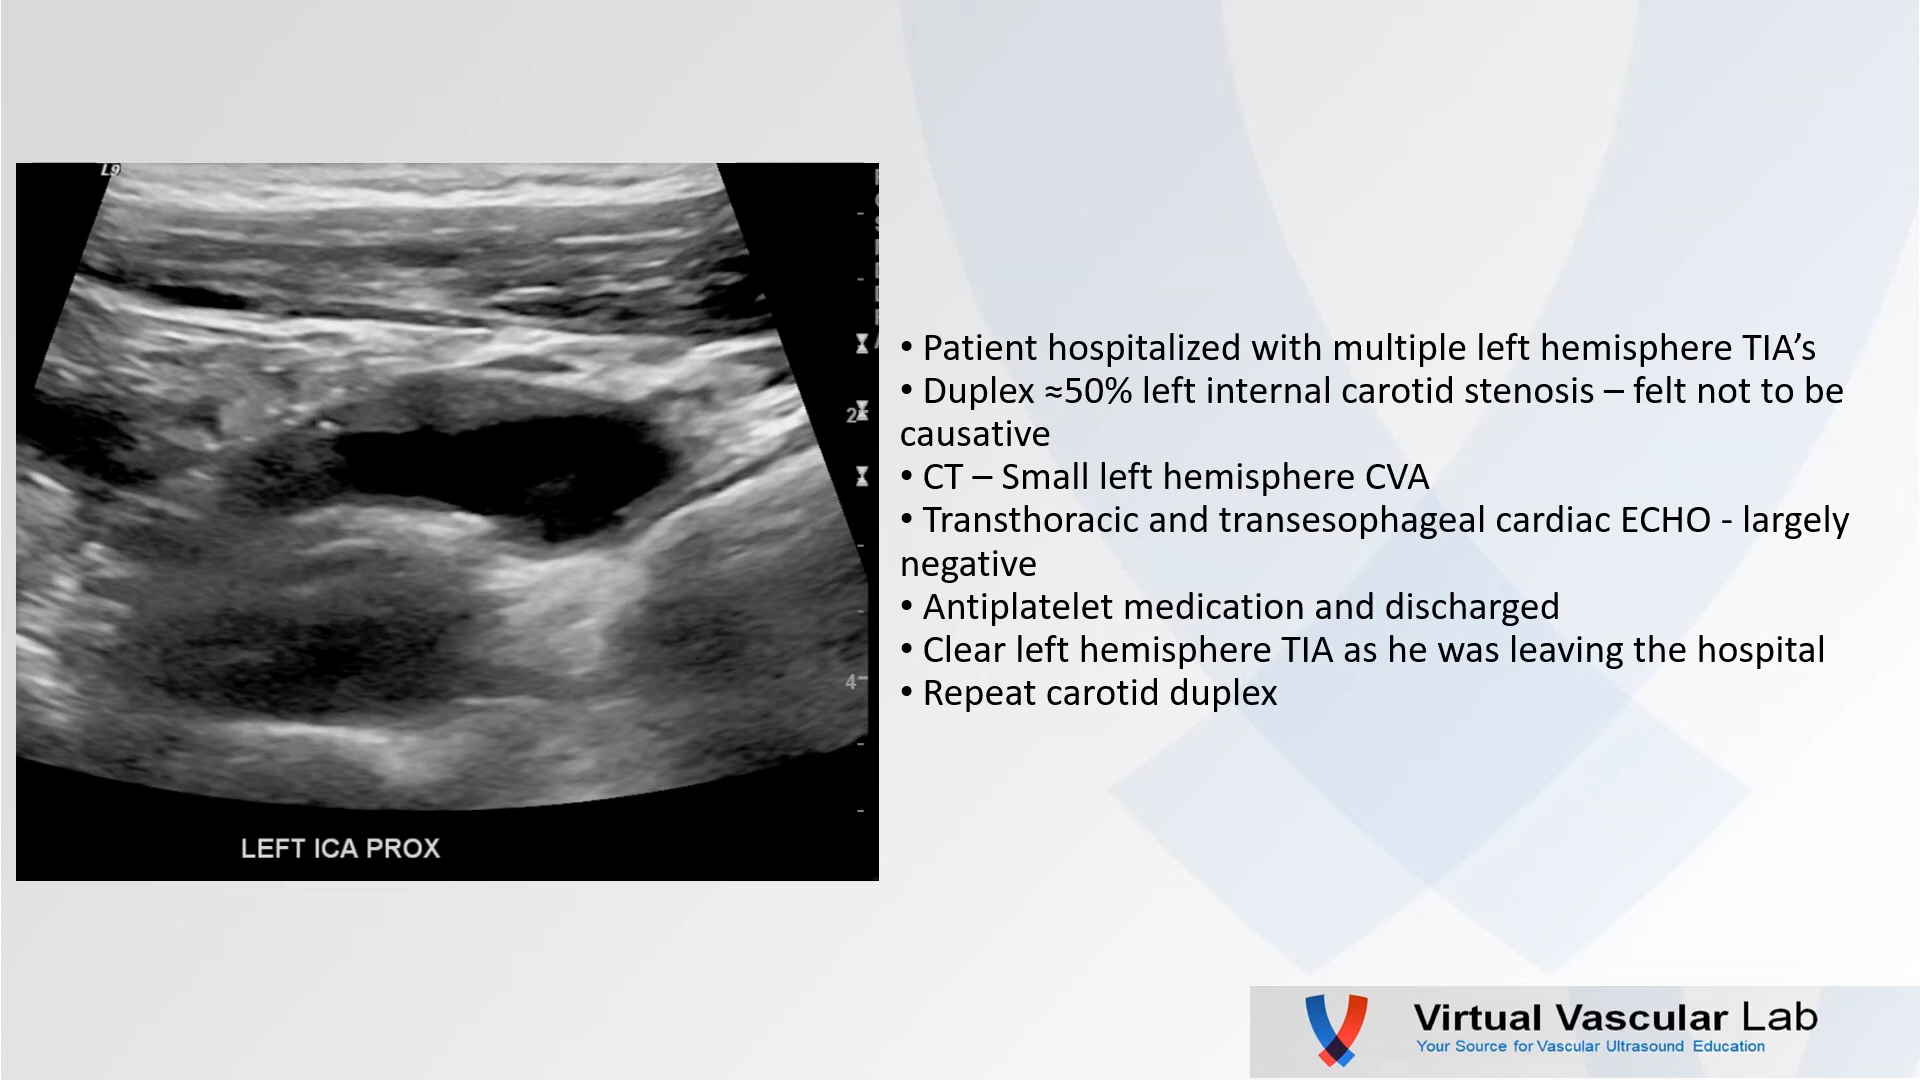 L9
2
4
LEFT ICA PROX
• Patient hospitalized with multiple left hemisphere TIA’s
• Duplex ≈50% left internal carotid stenosis – felt not to be
causative
• CT – Small left hemisphere CVA
• Transthoracic and transesophageal cardiac ECHO - largely
negative
• Antiplatelet medication and discharged
• Clear left hemisphere TIA as he was leaving the hospital
• Repeat carotid duplex
Virtual Vascular Lab
Your Source for Vascular Ultrasound Education